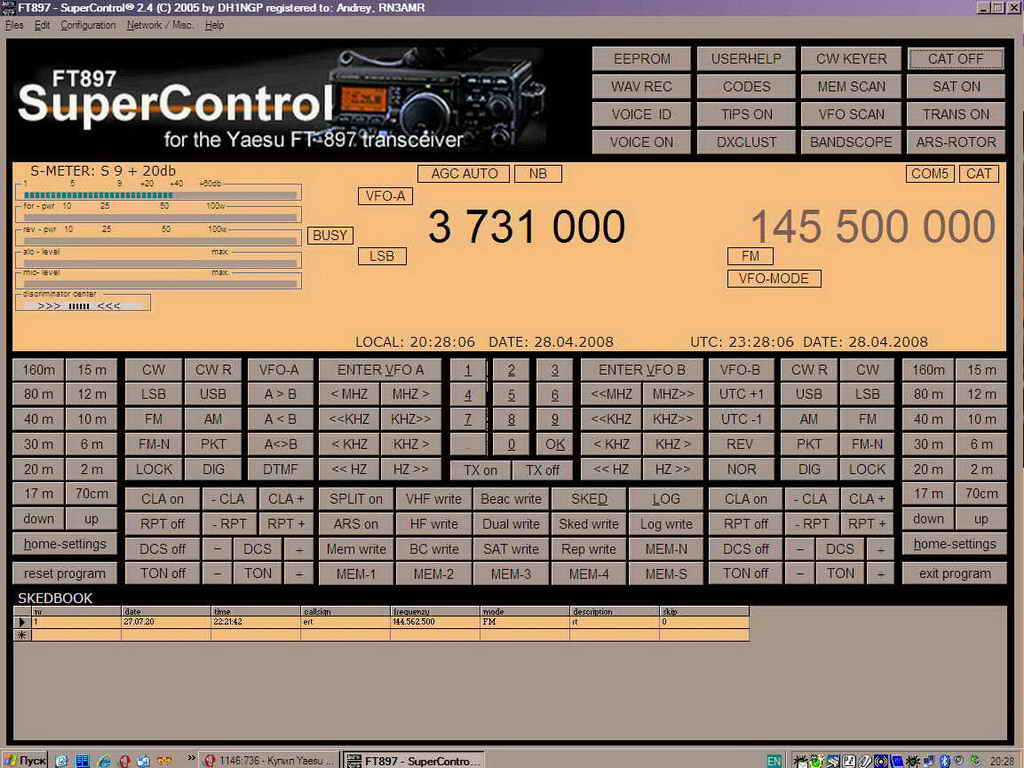 FT897 - SuperControl® 2.4 (C) 2005 by DH1NGP registered to: Andrey, RN3AMR
Files Edit Configuration Network / Misc. Help
FT897
SuperControl
for the Yaesu FT-897 transceiver
EEPROM USERHELP CW KEYER CAT OFF
WAV REC CODES MEM SCAN SAT ON
VOICE ID TIPS ON VFO SCAN TRANS ON
VOICE ON DXCLUST BANDSCOPE ARS-ROTOR
S-METER: S 9 + 20db
1 5 9 +20 +40 +60db
for - pwr 10 25 50 100w
rev - pwr 10 25 50 100w
alc - level max.
mic- level max.
discriminator center
>>> <<<
BUSY
AGC AUTO NB
VFO-A
3 731 000
LSB
COM5 CAT
145 500 000
FM
VFO-MODE
LOCAL: 20:28:06 DATE: 28.04.2008 UTC: 23:28:06 DATE: 28.04.2008
160m 15 m CW CW R VFO-A ENTER VFO A 1 2 3 ENTER VFO B VFO-B CW R CW 160m 15 m
80 m 12 m LSB USB A > B < MHZ MHZ > 4 5 6 <<MHZ MHZ>> UTC +1 USB LSB 80 m 12 m
40 m 10 m FM AM A < B <<KHZ KHZ>> 7 8 9 <<KHZ KHZ>> UTC -1 AM FM 40 m 10 m
30 m 6 m FM-N PKT A<>B < KHZ KHZ > . 0 OK < KHZ KHZ > REV PKT FM-N 30 m 6 m
20 m 2 m LOCK DIG DTMF << HZ HZ >> TX on TX off << HZ HZ >> NOR DIG LOCK 20 m 2 m
17 m 70cm CLA on - CLA CLA + SPLIT on VHF write Beac write SKED LOG CLA on - CLA CLA + 17 m 70cm
down up RPT off - RPT RPT + ARS on HF write Dual write Sked write Log write RPT off - RPT RPT + down up
home-settings DCS off − DCS + Mem write BC write SAT write Rep write MEM-N DCS off − DCS + home-settings
reset program TON off − TON + MEM-1 MEM-2 MEM-3 MEM-4 MEM-S TON off − TON + exit program
SKEDBOOK
nr date time callsign frequenzy mode description skip
1 27.07.20 22:21:42 ert 144.562.500 FM rt 0
Пуск » 1146:736 - Купил Yaesu ... FT897 - SuperContro... EN 20:28